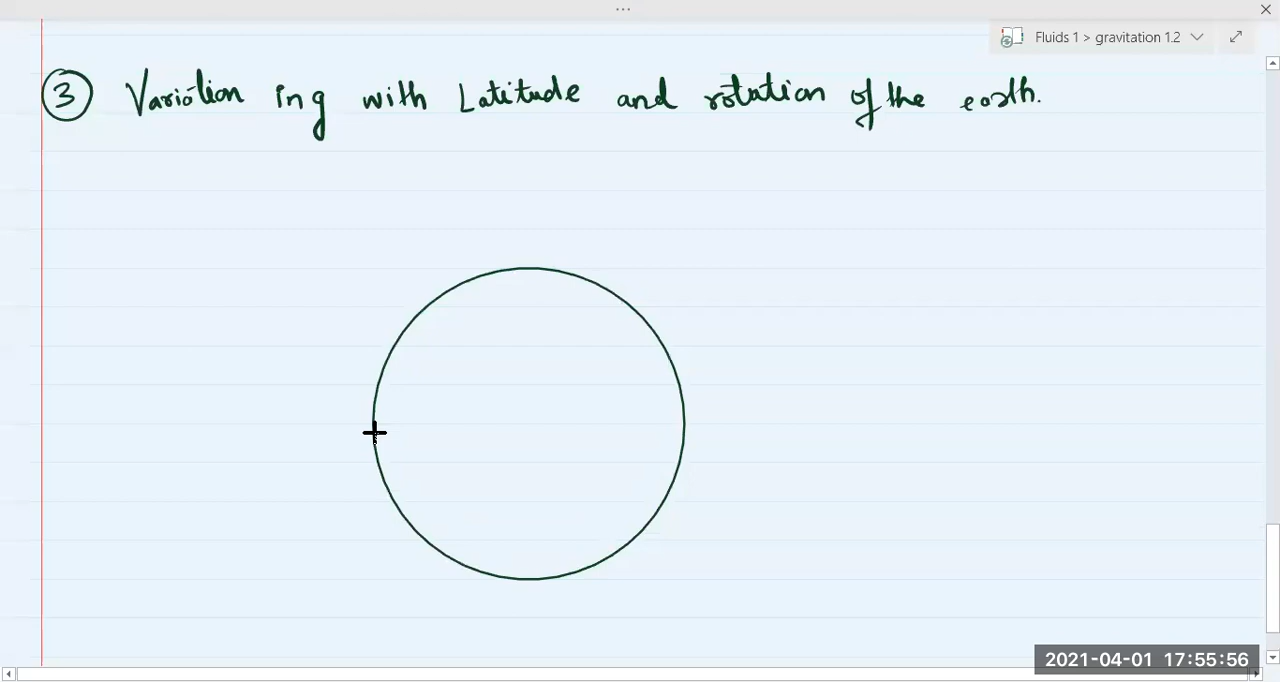 Fluids 1 > gravitation 1.2
3 Variation in g with Latitude and rotation of the earth.
2021-04-01 17:55:56